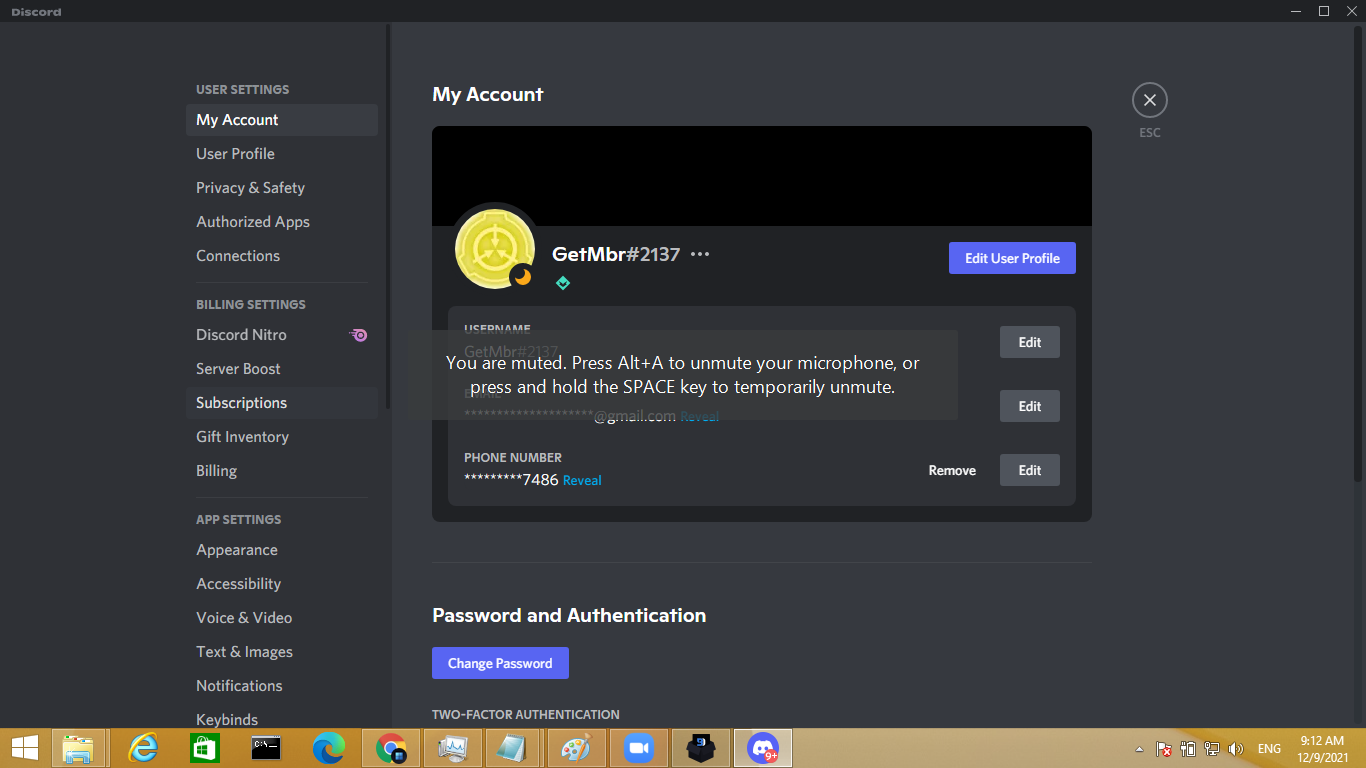 Discord
USER SETTINGS
My Account
User Profile
Privacy & Safety
Authorized Apps
Connections
BILLING SETTINGS
Discord Nitro
Server Boost
Subscriptions
Gift Inventory
Billing
APP SETTINGS
Appearance
Accessibility
Voice & Video
Text & Images
Notifications
Keybinds
My Account
ESC
GetMbr#2137
Edit User Profile
USERNAME
GetMbr#2137
Edit
You are muted. Press Alt+A to unmute your microphone, or
press and hold the SPACE key to temporarily unmute.
EMAIL
********************@gmail.com Reveal
Edit
PHONE NUMBER
*********7486 Reveal
Remove
Edit
Password and Authentication
Change Password
TWO-FACTOR AUTHENTICATION
C:\_
9+
ENG
9:12 AM
12/9/2021